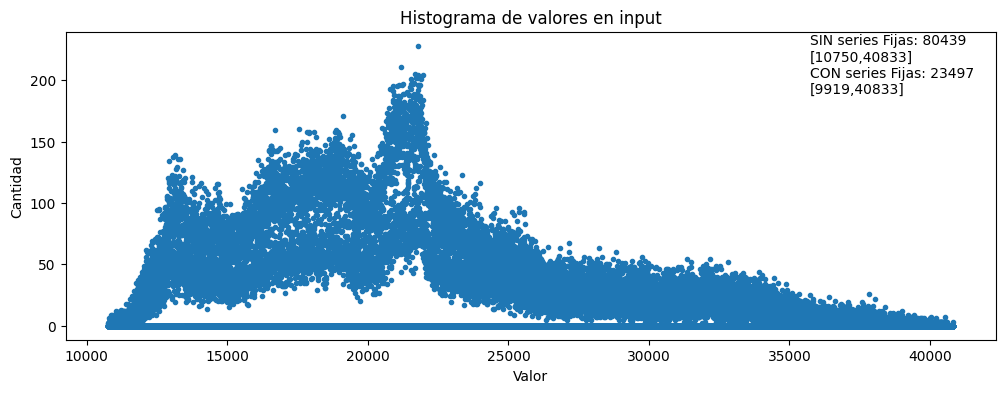 Histograma de valores en input
SIN series Fijas: 80439
[10750,40833]
CON series Fijas: 23497
[9919,40833]
Cantidad
200
150
100
50
0
10000 15000 20000 25000 30000 35000 40000
Valor